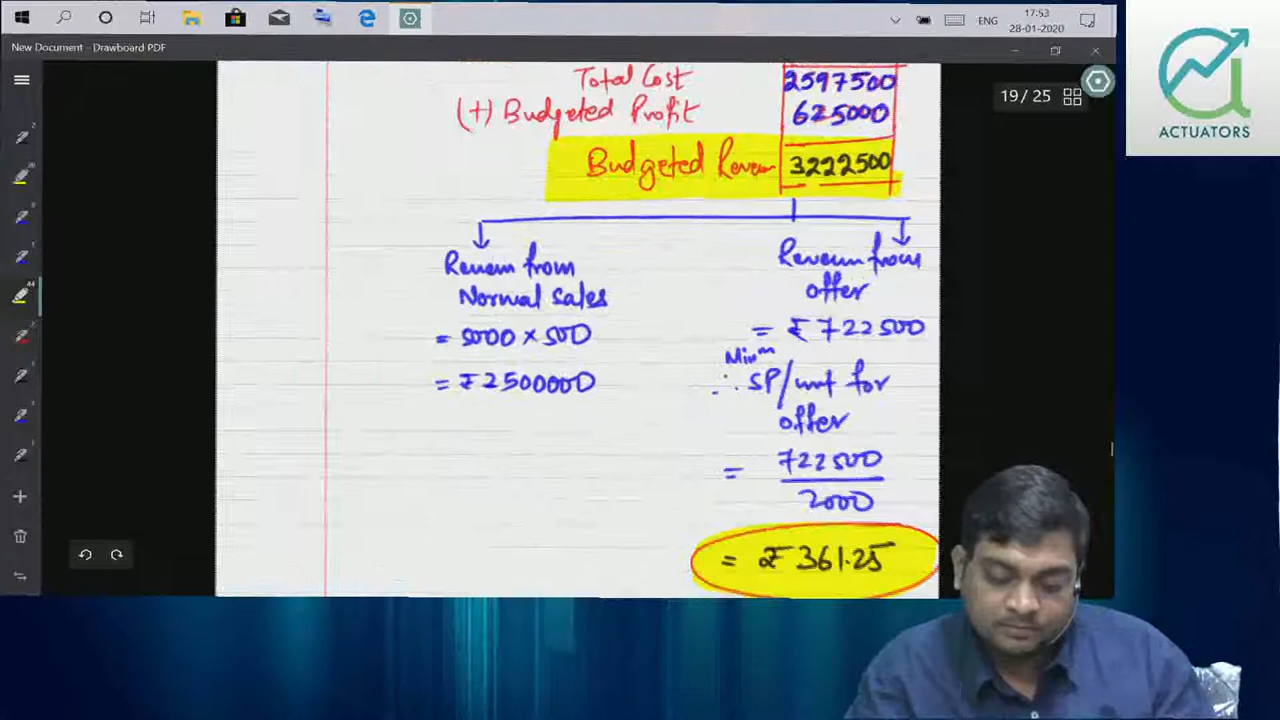 17:53
ENG
28-01-2020
New Document - Drawboard PDF
19 / 25
ACTUATORS
Total Cost 2597500
(+) Budgeted Profit 625000
Budgeted Revenu 3222500
Revenu from
Normal sales
= 5000 × 500
= ₹ 2500000
Revenu from
offer
= ₹ 722500
Minm
∴ SP/unit for
offer
= 722500
2000
= ₹ 361.25